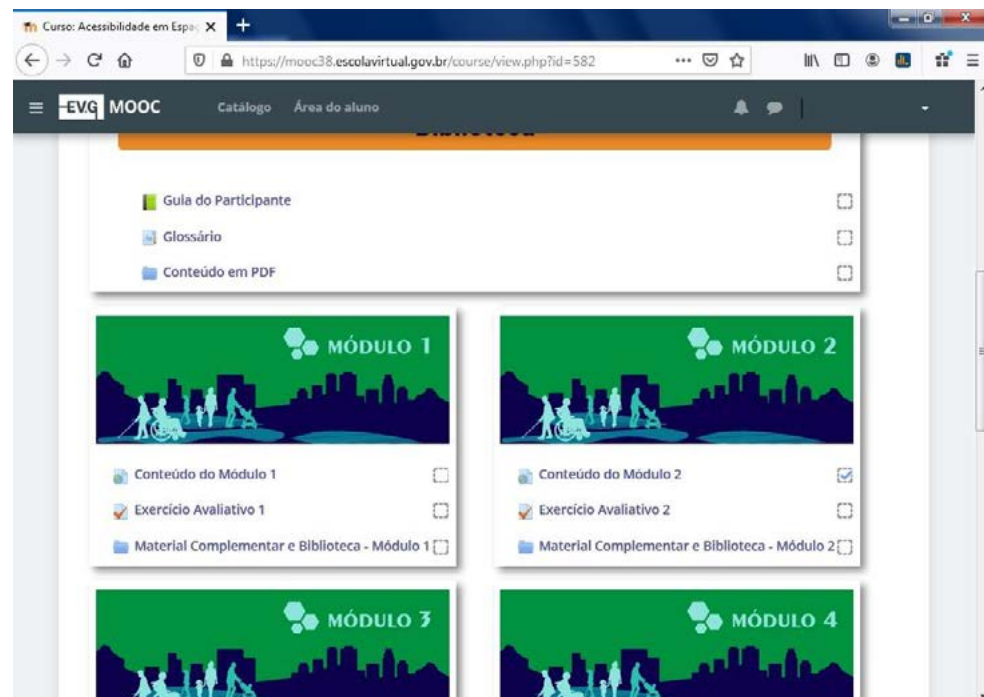 Curso: Acessibilidade em Espaç
https://mooc38.escolavirtual.gov.br/course/view.php?id=582
EV.G MOOC Catálogo Área do aluno
Biblioteca
Guia do Participante
Glossário
Conteúdo em PDF
MÓDULO 1
Conteúdo do Módulo 1
Exercício Avaliativo 1
Material Complementar e Biblioteca - Módulo 1
MÓDULO 2
Conteúdo do Módulo 2
Exercício Avaliativo 2
Material Complementar e Biblioteca - Módulo 2
MÓDULO 3
MÓDULO 4